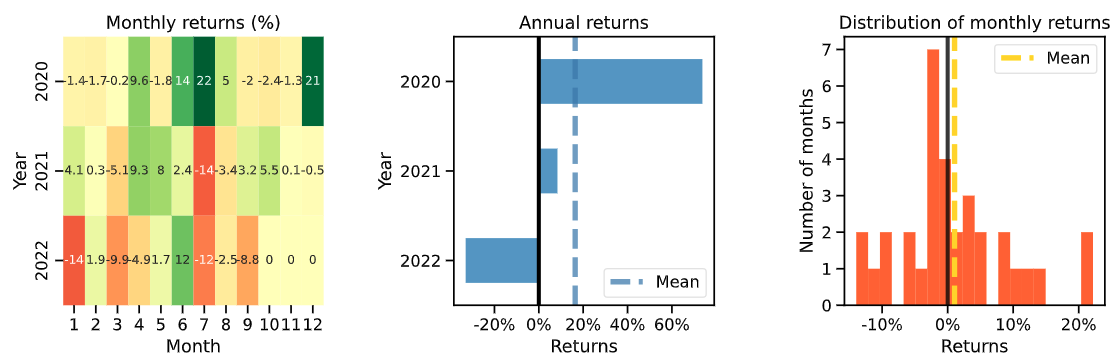 Monthly returns (%)
2020
-1.4 -1.7 -0.2 9.6 -1.8 14 22 5 -2 -2.4 -1.3 21
2021
4.1 0.3 -5.1 9.3 8 2.4 -14 -3.4 3.2 5.5 0.1 -0.5
2022
-14 1.9 -9.9 -4.9 1.7 12 -12 -2.5 -8.8 0 0 0
Year
1 2 3 4 5 6 7 8 9 10 11 12
Month
Annual returns
2020
2021
2022
Year
Mean
-20% 0% 20% 40% 60%
Returns
Distribution of monthly returns
Mean
7
6
5
4
3
2
1
0
Number of months
-10% 0% 10% 20%
Returns